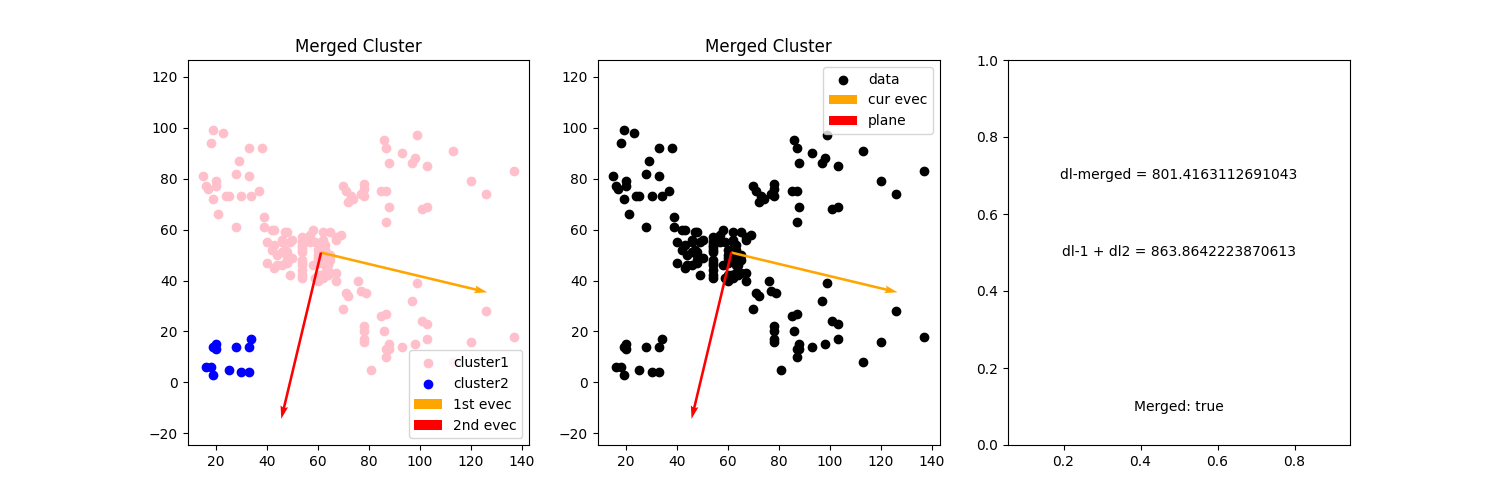 Merged Cluster
120
100
80
60
40
20
0
−20
20 40 60 80 100 120 140
cluster1
cluster2
1st evec
2nd evec
Merged Cluster
120
100
80
60
40
20
0
−20
20 40 60 80 100 120 140
data
cur evec
plane
1.0
0.8
0.6
0.4
0.2
0.0
0.2 0.4 0.6 0.8
dl-merged = 801.4163112691043
dl-1 + dl2 = 863.8642223870613
Merged: true